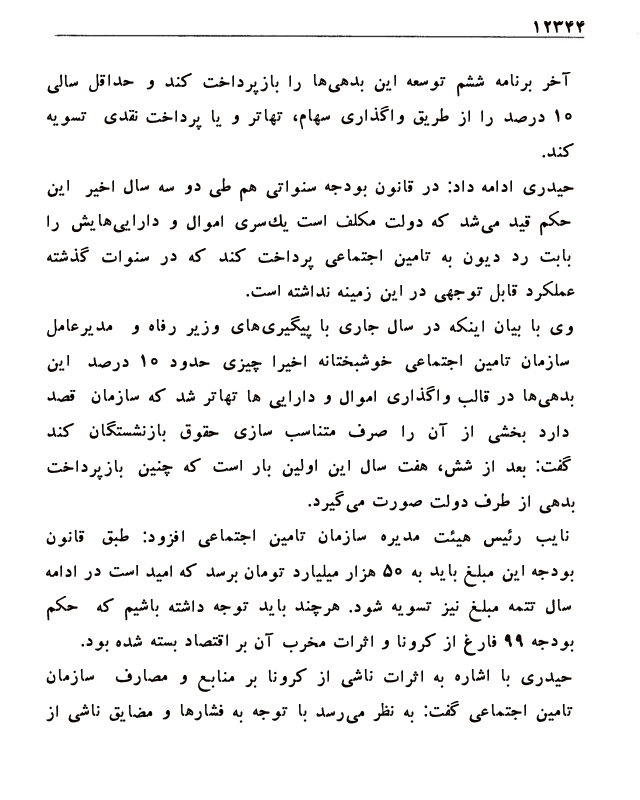 ۱۲۳۴۴
آخر برنامه ششم توسعه این بدهی‌ها را بازپرداخت کند و حداقل سالی
۱۰ درصد را از طریق واگذاری سهام، تهاتر و یا پرداخت نقدی تسویه
کند.
حیدری ادامه داد: در قانون بودجه سنواتی هم طی دو سه سال اخیر این
حکم قید می‌شد که دولت مکلف است یك‌سری اموال و دارایی‌هایش را
بابت رد دیون به تامین اجتماعی پرداخت کند که در سنوات گذشته
عملکرد قابل توجهی در این زمینه نداشته است.
وی با بیان اینکه در سال جاری با پیگیری‌های وزیر رفاه و مدیرعامل
سازمان تامین اجتماعی خوشبختانه اخیرا چیزی حدود ۱۰ درصد این
بدهی‌ها در قالب واگذاری اموال و دارایی ها تهاتر شد که سازمان قصد
دارد بخشی از آن را صرف متناسب سازی حقوق بازنشستگان کند
گفت: بعد از شش، هفت سال این اولین بار است که چنین بازپرداخت
بدهی از طرف دولت صورت می‌گیرد.
نایب رئیس هیئت مدیره سازمان تامین اجتماعی افزود: طبق قانون
بودجه این مبلغ باید به ۵۰ هزار میلیارد تومان برسد که امید است در ادامه
سال تتمه مبلغ نیز تسویه شود. هرچند باید توجه داشته باشیم که حکم
بودجه ۹۹ فارغ از کرونا و اثرات مخرب آن بر اقتصاد بسته شده بود.
حیدری با اشاره به اثرات ناشی از کرونا بر منابع و مصارف سازمان
تامین اجتماعی گفت: به نظر می‌رسد با توجه به فشارها و مضایق ناشی از